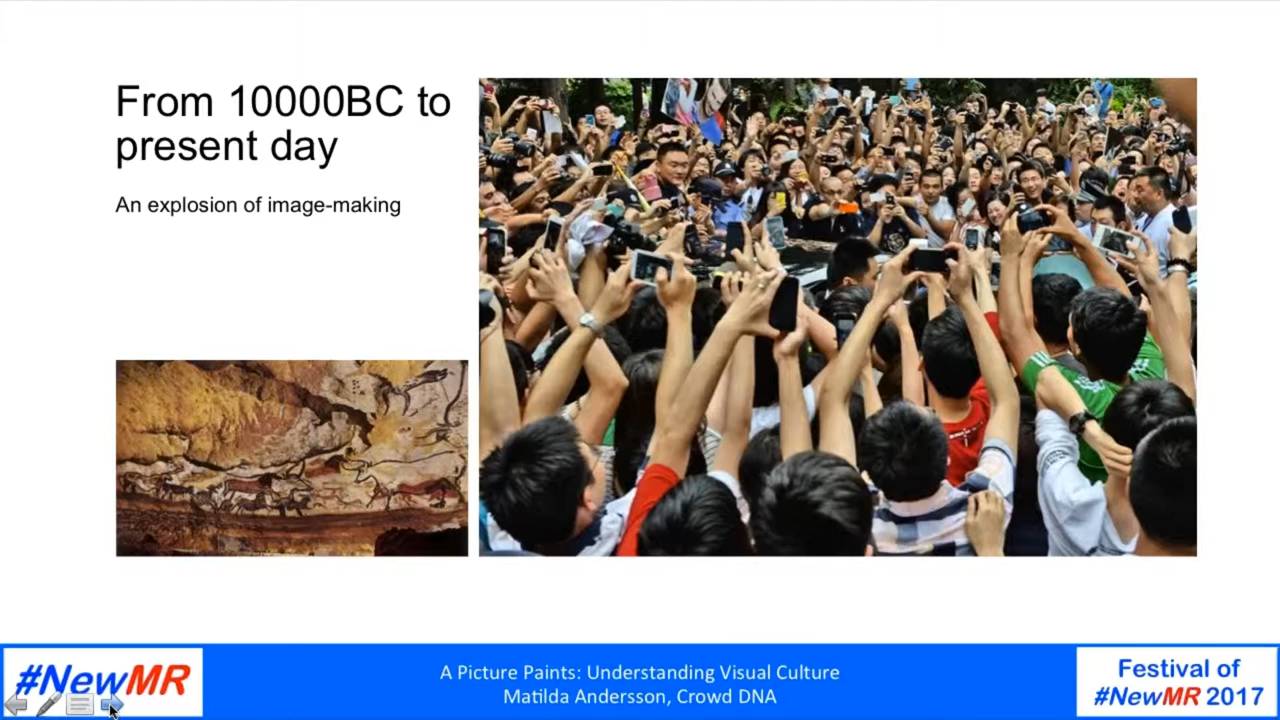 From 10000BC to
present day
An explosion of image-making
#NewMR
A Picture Paints: Understanding Visual Culture
Matilda Andersson, Crowd DNA
Festival of
#NewMR 2017